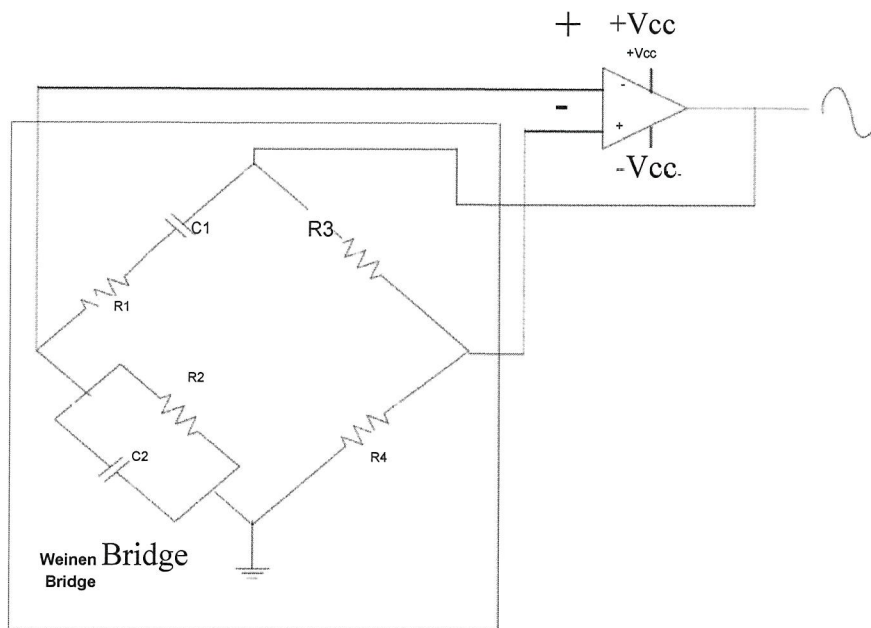 + +Vcc
+Vcc
-
-
+
-Vcc-
C1
R3
R1
R2
C2
R4
Weinen Bridge
Bridge